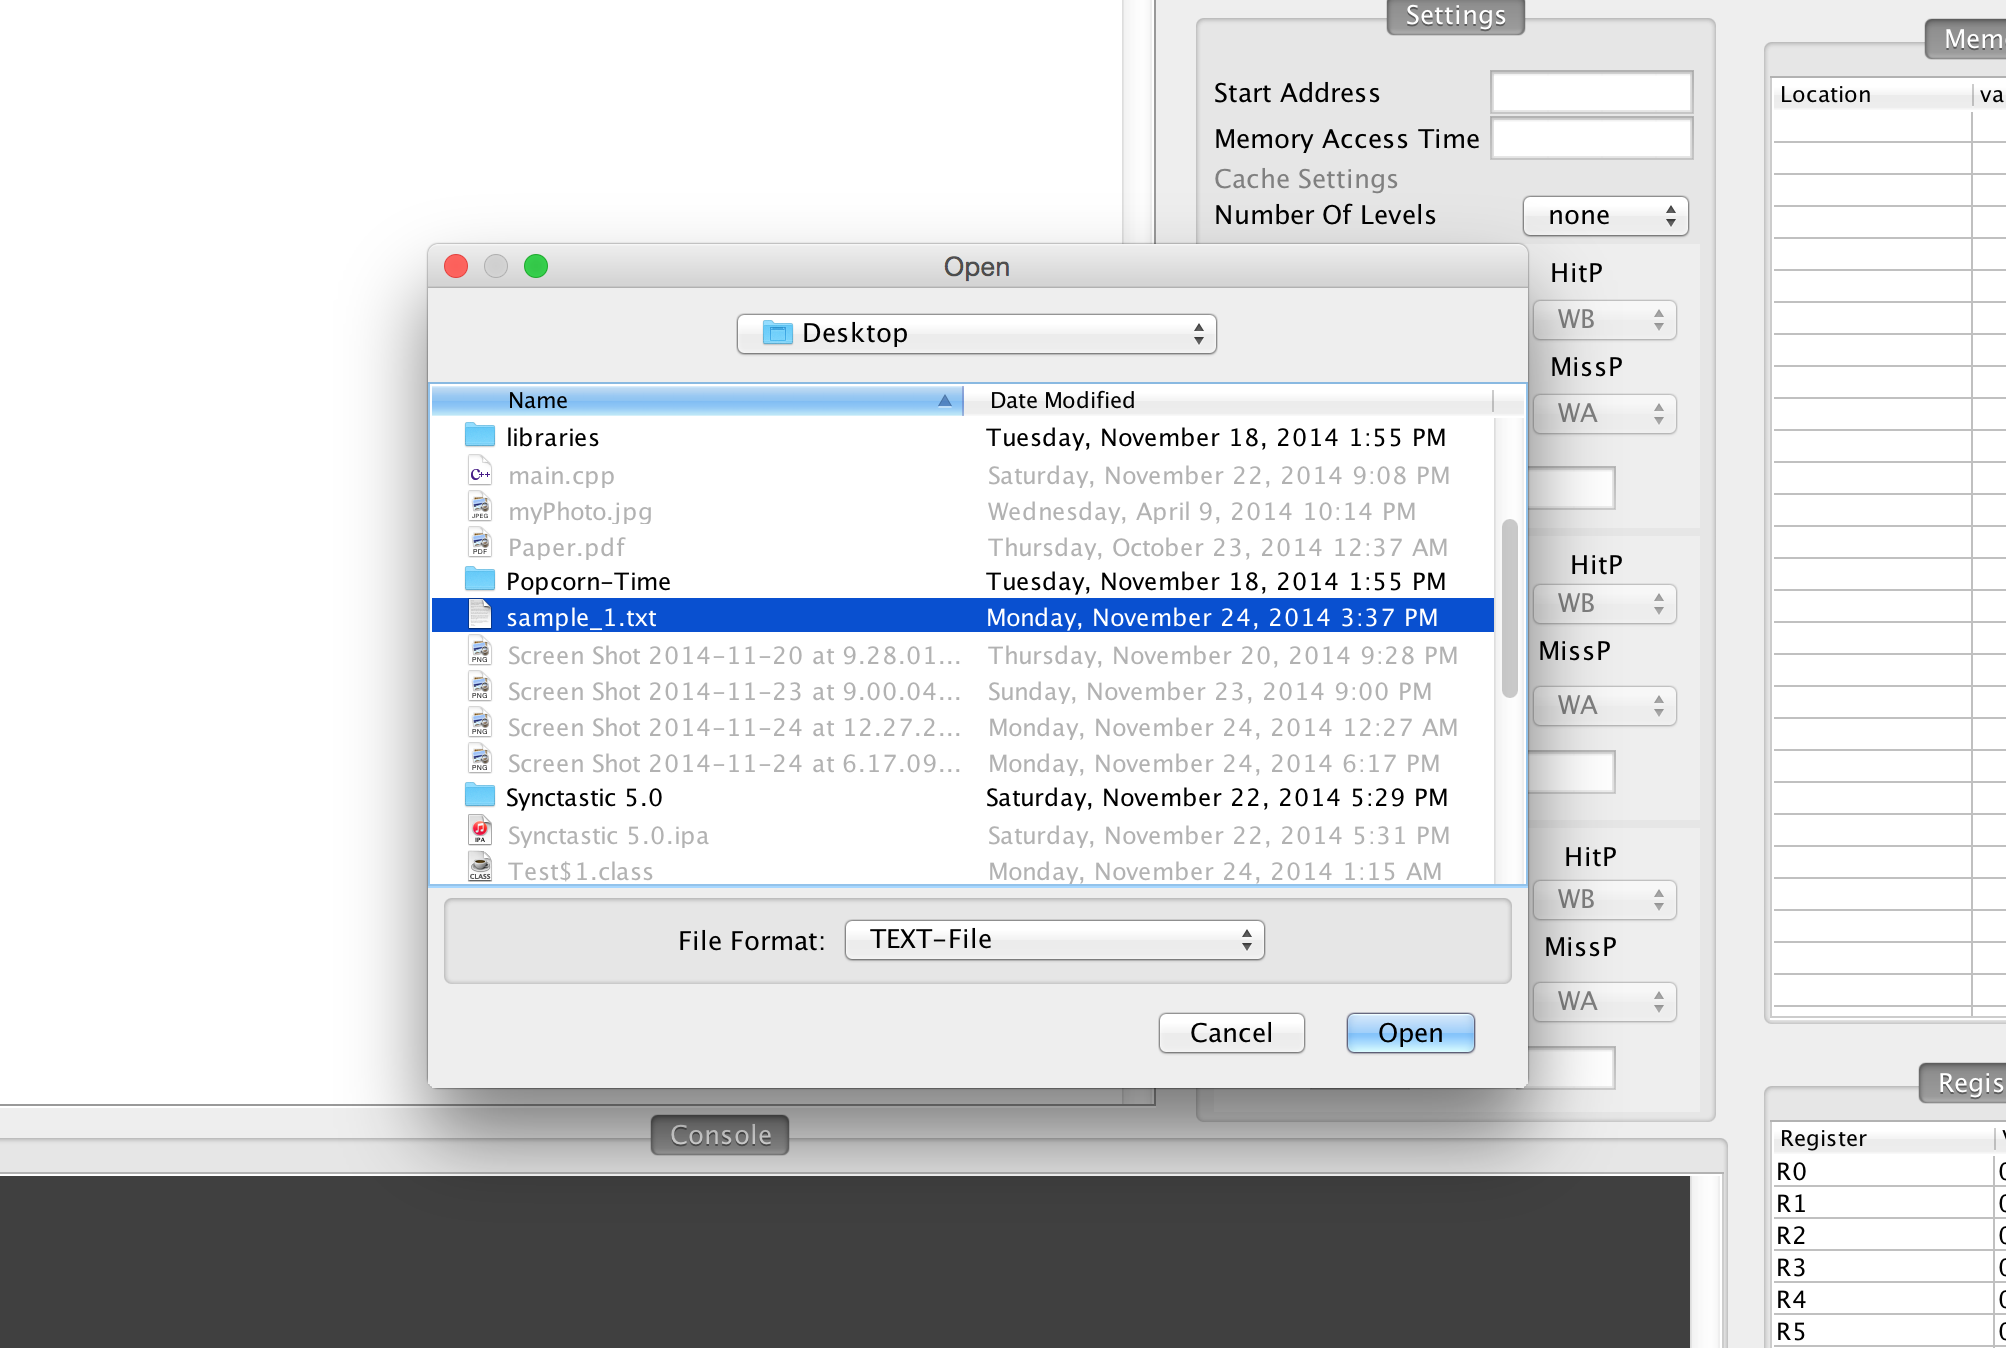 Settings
Mem
Start Address
Location
va
Memory Access Time
Cache Settings
Number Of Levels
none
Open
HitP
Desktop
WB
MissP
Name
Date Modified
WA
libraries
Tuesday, November 18, 2014 1:55 PM
main.cpp
Saturday, November 22, 2014 9:08 PM
myPhoto.jpg
Wednesday, April 9, 2014 10:14 PM
Paper.pdf
Thursday, October 23, 2014 12:37 AM
HitP
Popcorn-Time
Tuesday, November 18, 2014 1:55 PM
WB
sample_1.txt
Monday, November 24, 2014 3:37 PM
MissP
Screen Shot 2014-11-20 at 9.28.01...
Thursday, November 20, 2014 9:28 PM
Screen Shot 2014-11-23 at 9.00.04...
Sunday, November 23, 2014 9:00 PM
WA
Screen Shot 2014-11-24 at 12.27.2...
Monday, November 24, 2014 12:27 AM
Screen Shot 2014-11-24 at 6.17.09...
Monday, November 24, 2014 6:17 PM
Synctastic 5.0
Saturday, November 22, 2014 5:29 PM
Synctastic 5.0.ipa
Saturday, November 22, 2014 5:31 PM
HitP
Test$1.class
Monday, November 24, 2014 1:15 AM
WB
File Format:
TEXT-File
MissP
WA
Cancel
Open
Regis
Console
Register
R0
R1
R2
R3
R4
R5